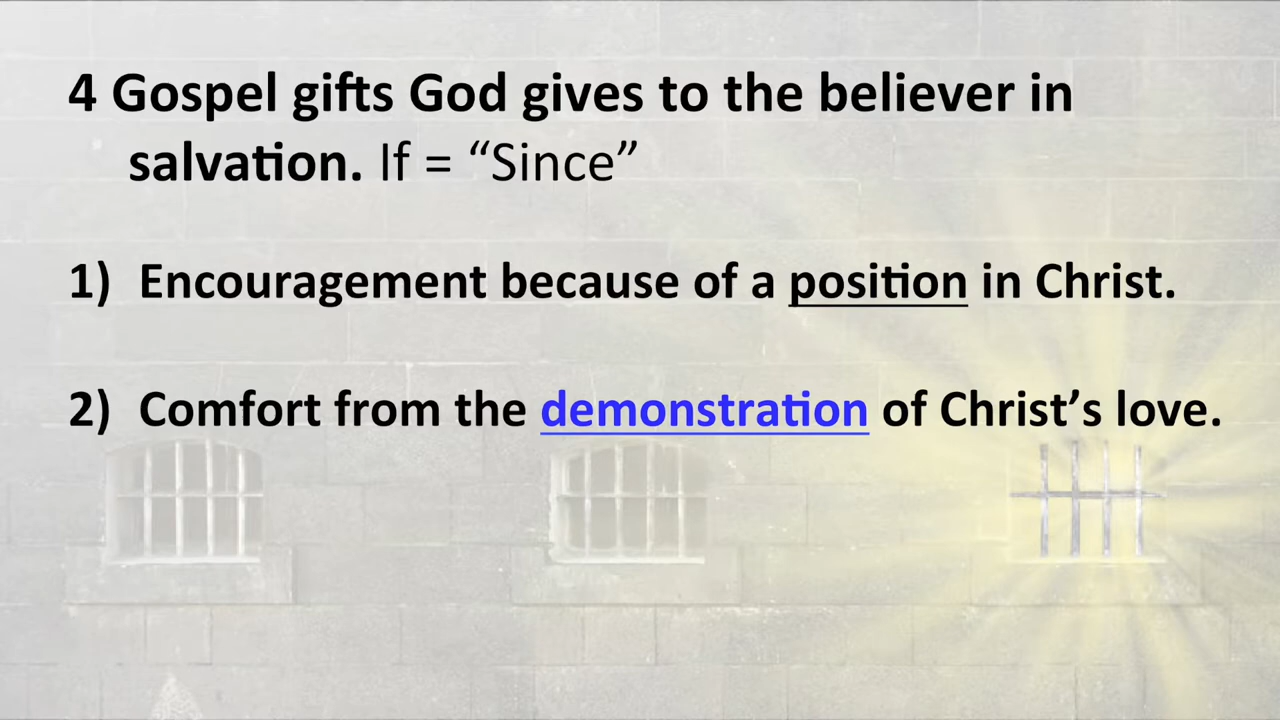 4 Gospel gifts God gives to the believer in
salvation. If = “Since”
1) Encouragement because of a position in Christ.
2) Comfort from the demonstration of Christ’s love.